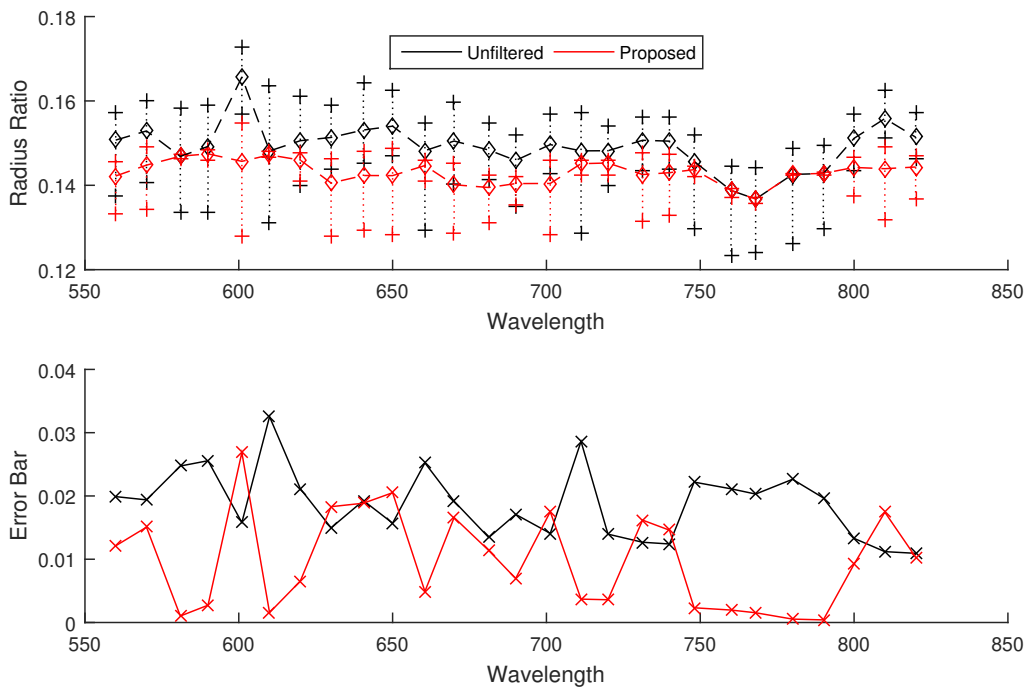 0.18
0.16
0.14
0.12
Radius Ratio
Unfiltered Proposed
550 600 650 700 750 800 850
Wavelength
0.04
0.03
0.02
0.01
0
Error Bar
550 600 650 700 750 800 850
Wavelength